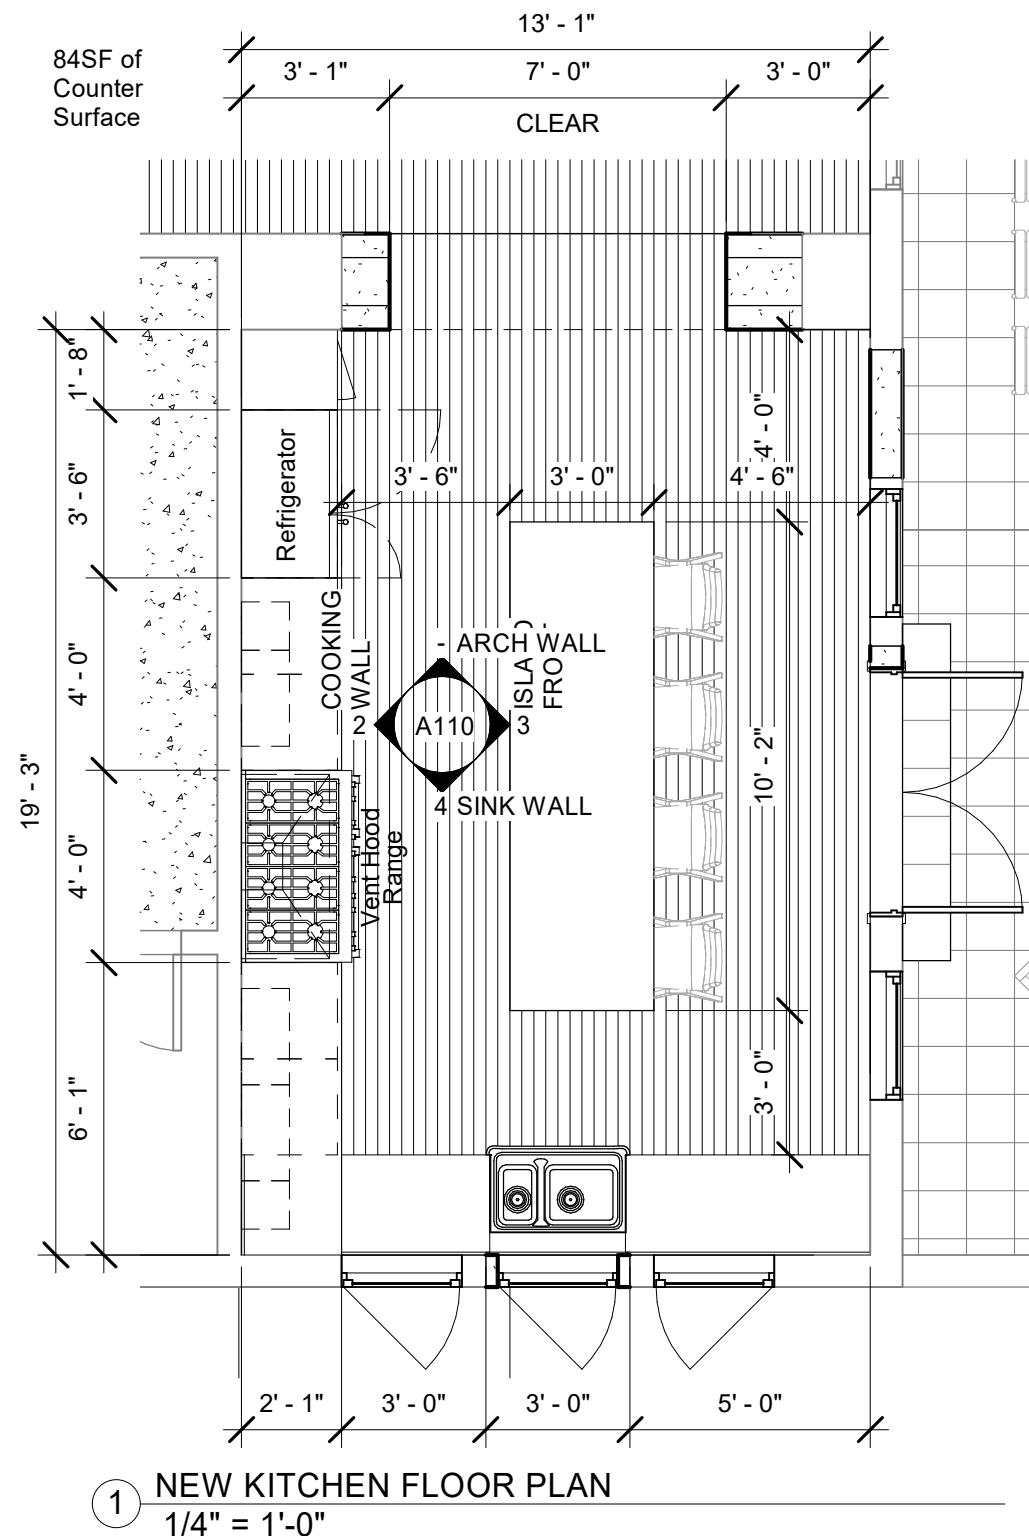 13' - 1"
84SF of
Counter
Surface
3' - 1"
7' - 0"
3' - 0"
CLEAR
1' - 8"
3' - 6"
4' - 0"
4' - 0"
6' - 1"
19' - 3"
Refrigerator
3' - 6"
3' - 0"
4' - 6"
4' - 0"
10' - 2"
3' - 0"
COOKING
WALL
- ARCH WALL
2
A110
3
4 SINK WALL
Vent Hood
Range
2' - 1"
3' - 0"
3' - 0"
5' - 0"
1
NEW KITCHEN FLOOR PLAN
1/4" = 1'-0"